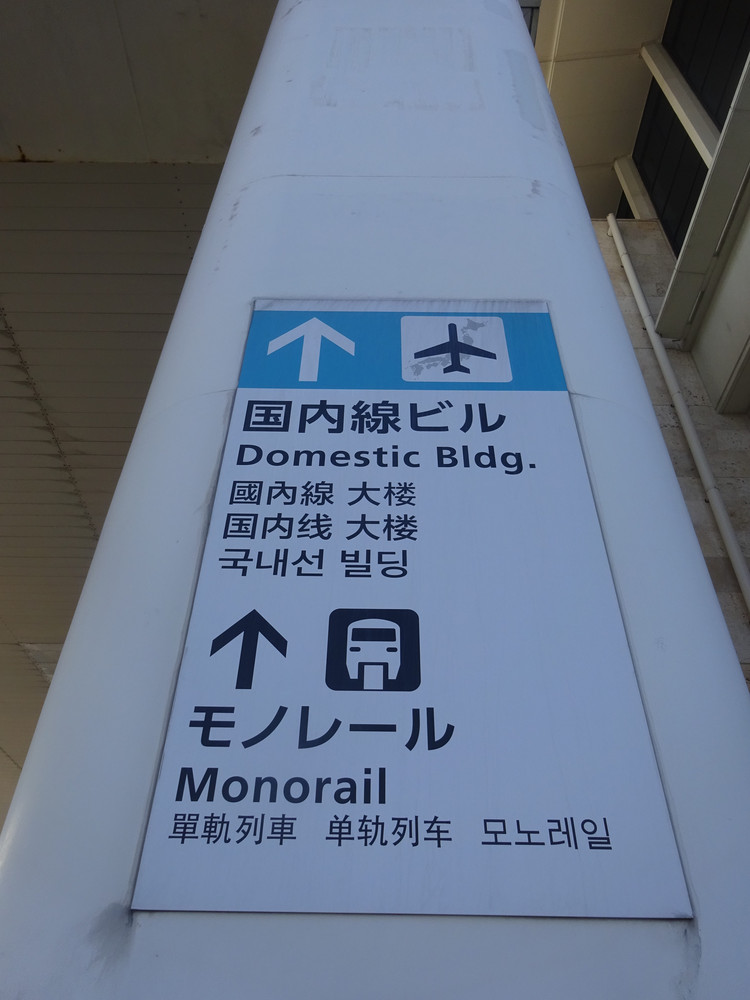 国内線ビル
Domestic Bldg.
國內線 大楼
国内线 大楼
국내선 빌딩
モノレール
Monorail
單軌列車 单轨列车 모노레일